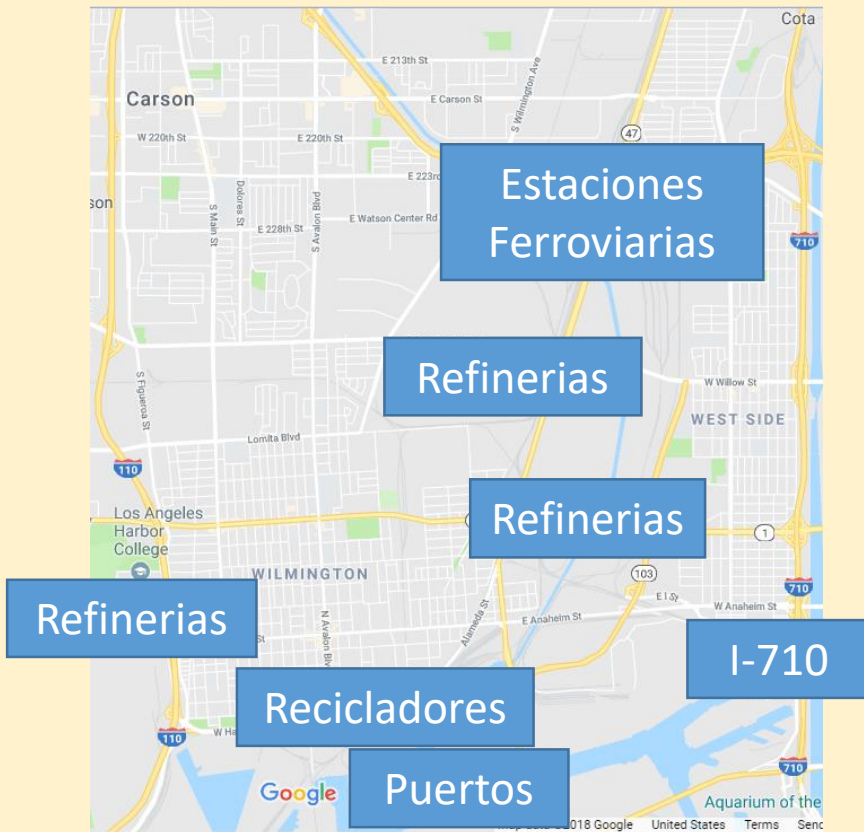 Cota
E 213th St
Carson
S Wilmington Ave
E Carson St
W 220th St
E 220th St
47
E 223r
Estaciones
Ferroviarias
son
Dolores St
S Main St
S Avalon Blvd
E Watson Center Rd
E 228th St
710
Refinerias
S Figueroa St
W Willow St
WEST SIDE
Lomita Blvd
110
Los Angeles
Harbor
College
Refinerias
1
WILMINGTON
103
710
Refinerias
E I St
W Anaheim St
N Avalon Blv
Alameda St
E Anaheim St
St
I-710
Recicladores
110
W Ha
Puertos
710
Google
Aquarium of the
2018 Google United States Terms Send